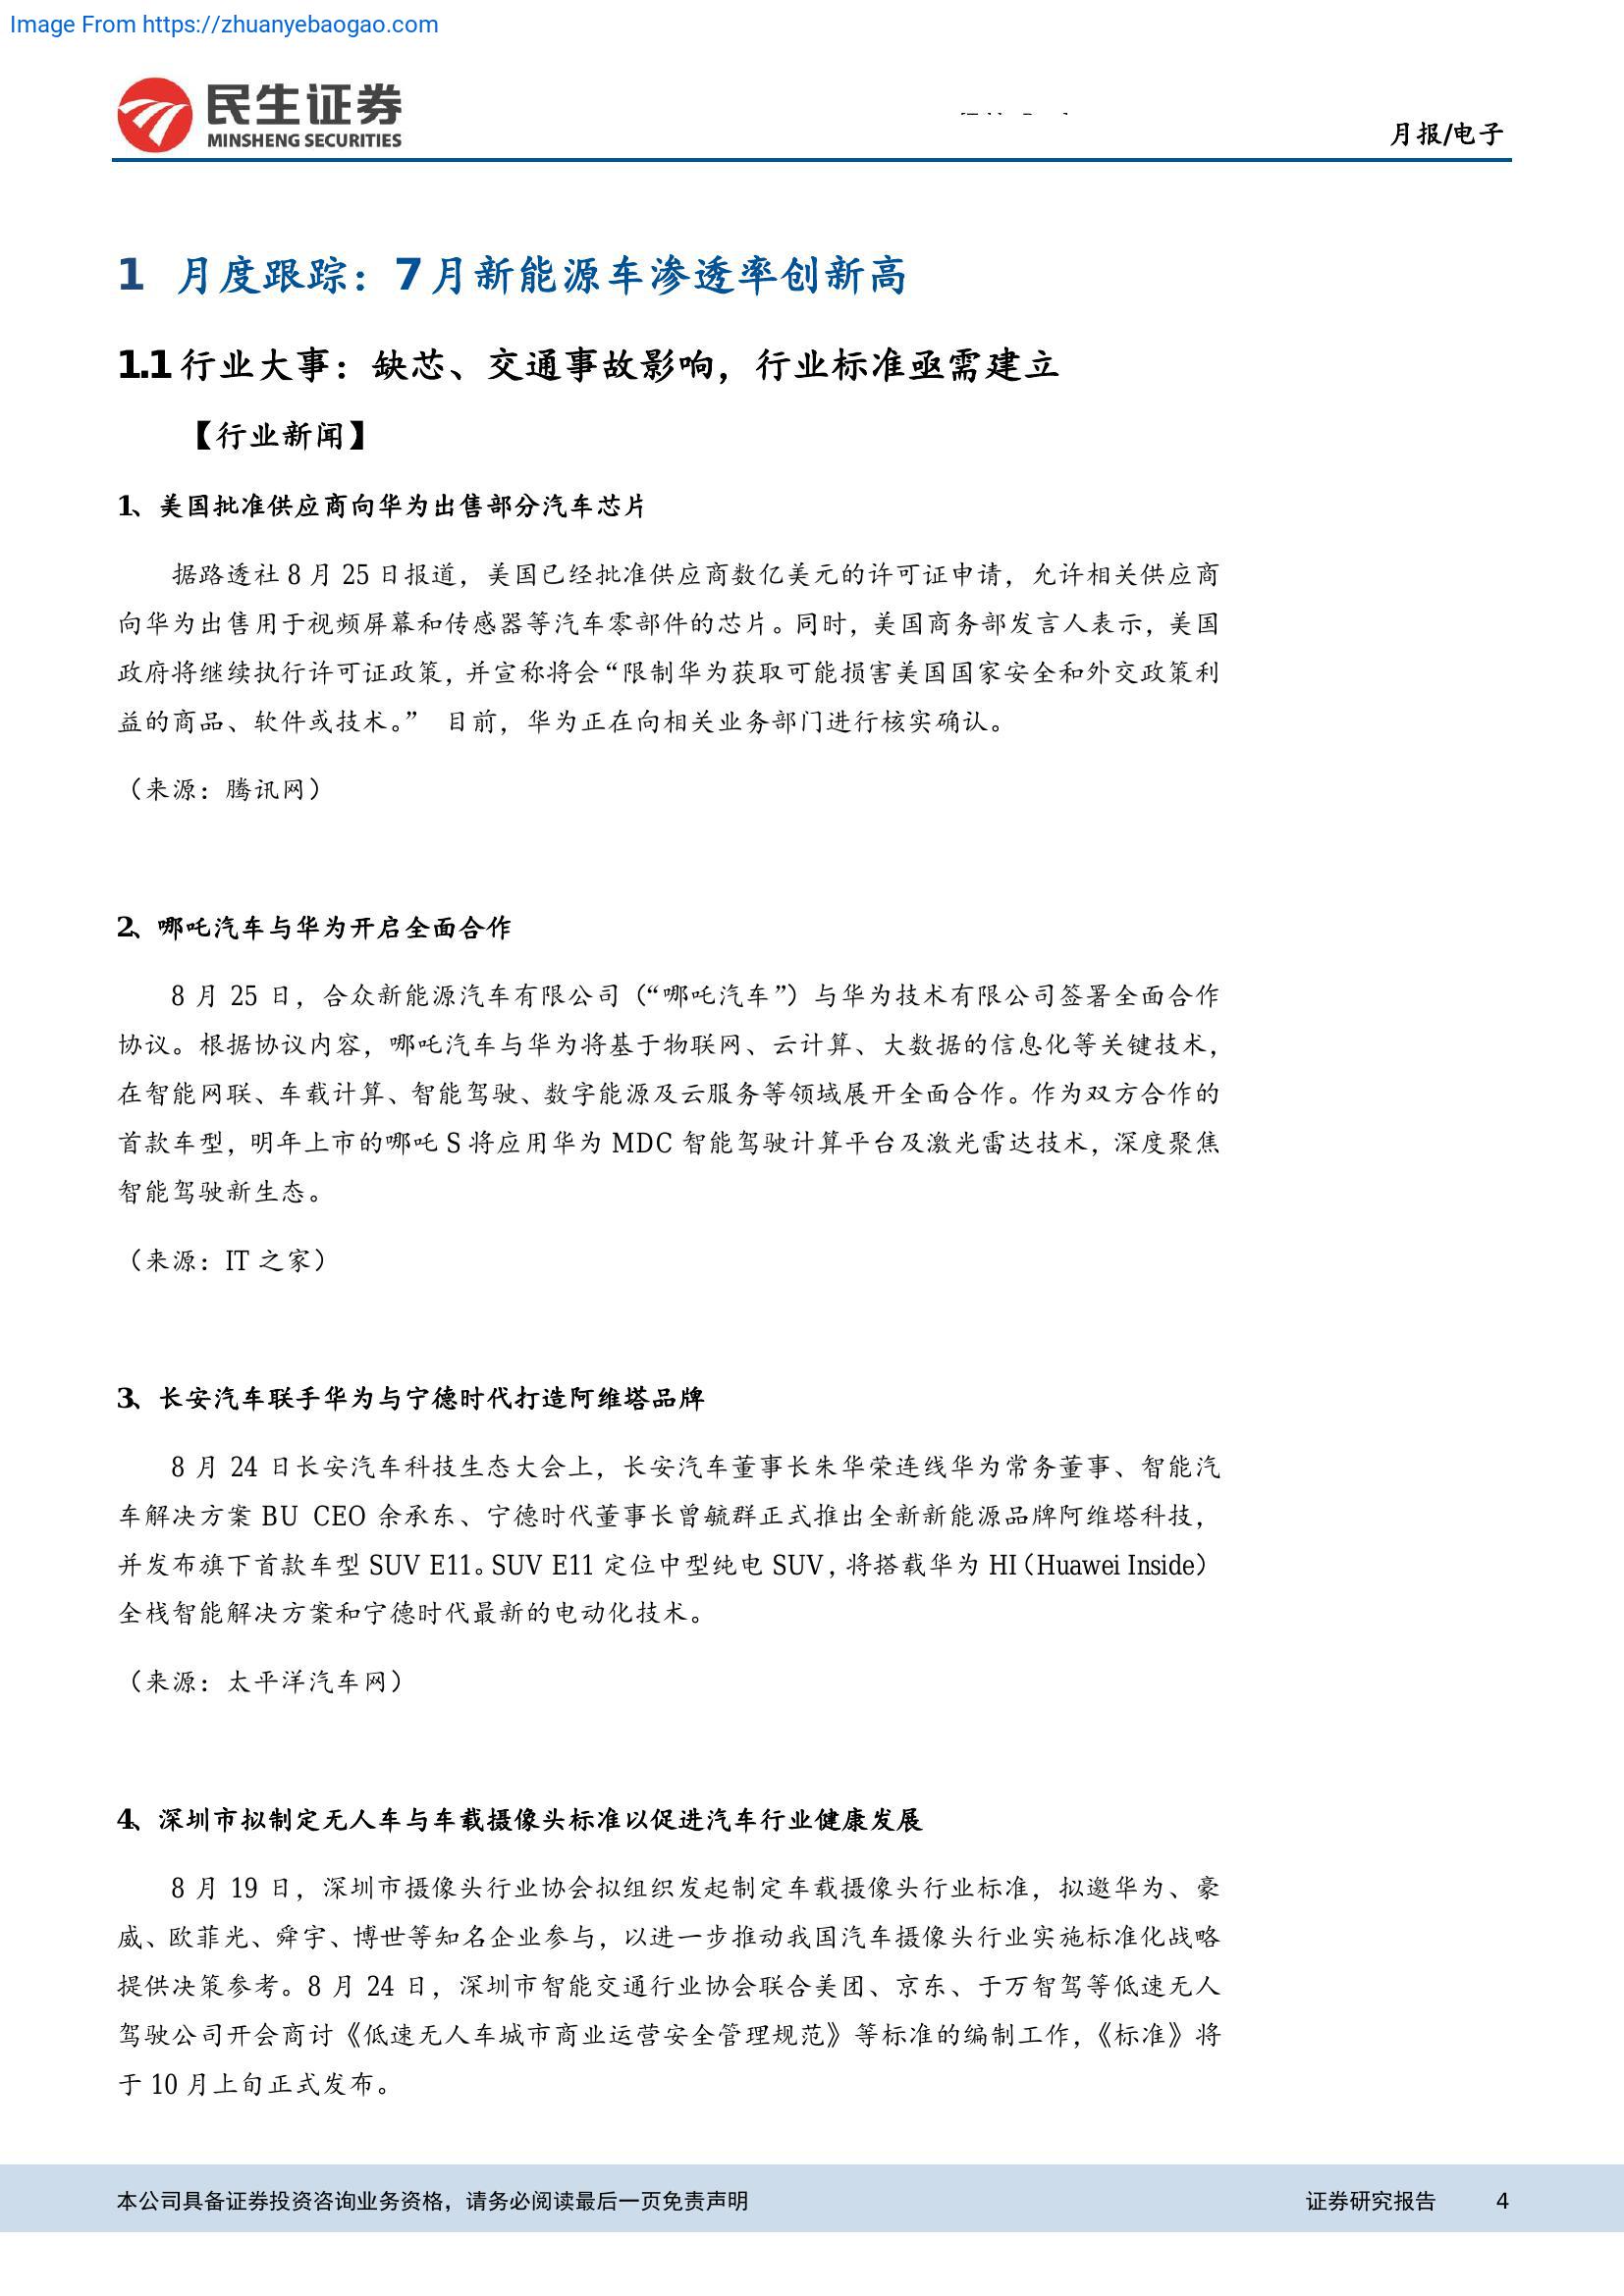 Image From https://zhuanyebaogao.com
民生证券
MINSHENG SECURITIES
月报/电子
1 月度跟踪：7月新能源车渗透率创新高
1.1 行业大事：缺芯、交通事故影响，行业标准亟需建立
【行业新闻】
1、美国批准供应商向华为出售部分汽车芯片
据路透社 8 月 25 日报道，美国已经批准供应商数亿美元的许可证申请，允许相关供应商
向华为出售用于视频屏幕和传感器等汽车零部件的芯片。同时，美国商务部发言人表示，美国
政府将继续执行许可证政策，并宣称将会“限制华为获取可能损害美国国家安全和外交政策利
益的商品、软件或技术。” 目前，华为正在向相关业务部门进行核实确认。
（来源：腾讯网）
2、哪吒汽车与华为开启全面合作
8 月 25 日，合众新能源汽车有限公司（“哪吒汽车”）与华为技术有限公司签署全面合作
协议。根据协议内容，哪吒汽车与华为将基于物联网、云计算、大数据的信息化等关键技术，
在智能网联、车载计算、智能驾驶、数字能源及云服务等领域展开全面合作。作为双方合作的
首款车型，明年上市的哪吒 S 将应用华为 MDC 智能驾驶计算平台及激光雷达技术，深度聚焦
智能驾驶新生态。
（来源：IT 之家）
3、长安汽车联手华为与宁德时代打造阿维塔品牌
8 月 24 日长安汽车科技生态大会上，长安汽车董事长朱华荣连线华为常务董事、智能汽
车解决方案 BU CEO 余承东、宁德时代董事长曾毓群正式推出全新新能源品牌阿维塔科技，
并发布旗下首款车型 SUV E11。SUV E11 定位中型纯电 SUV，将搭载华为 HI（Huawei Inside）
全栈智能解决方案和宁德时代最新的电动化技术。
（来源：太平洋汽车网）
4、深圳市拟制定无人车与车载摄像头标准以促进汽车行业健康发展
8 月 19 日，深圳市摄像头行业协会拟组织发起制定车载摄像头行业标准，拟邀华为、豪
威、欧菲光、舜宇、博世等知名企业参与，以进一步推动我国汽车摄像头行业实施标准化战略
提供决策参考。8 月 24 日，深圳市智能交通行业协会联合美团、京东、于万智驾等低速无人
驾驶公司开会商讨《低速无人车城市商业运营安全管理规范》等标准的编制工作，《标准》将
于 10 月上旬正式发布。
本公司具备证券投资咨询业务资格，请务必阅读最后一页免责声明
证券研究报告 4